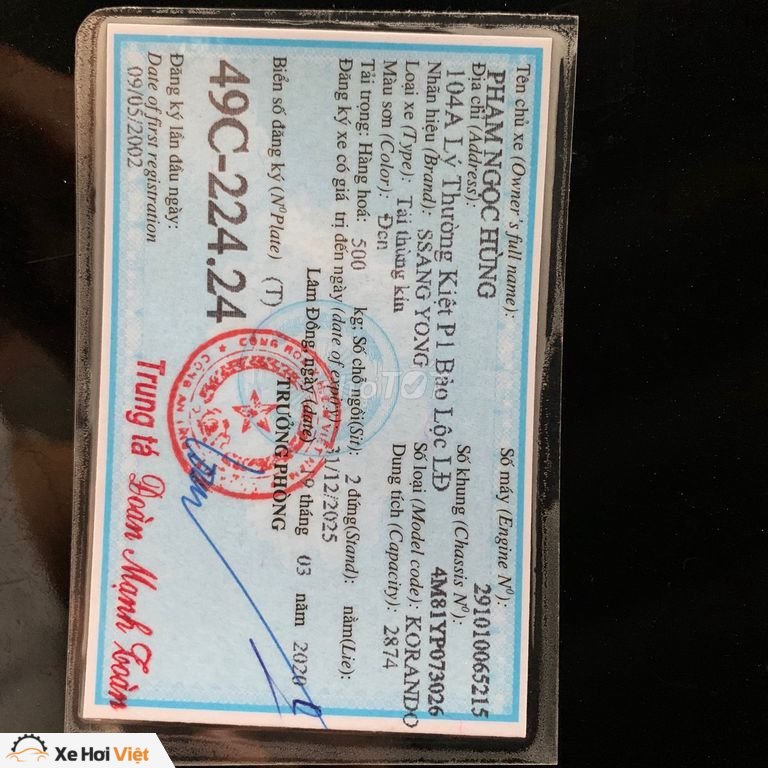 Tên chủ xe (Owner's full name): Số máy (Engine Nº): 291010065215
PHẠM NGỌC HÙNG Số khung (Chassis Nº):
Địa chỉ (Address): 4M81YP073026
104A Lý Thường Kiệt P1 Bảo Lộc LĐ
Nhãn hiệu (Brand): SSANG YONG Số loại (Model code): KORANDO
Loại xe (Type): Tải thùng kín Dung tích (Capacity): 2874
Màu sơn (Color): Đen
Tải trọng: Hàng hoá: 500 kg; Số chỗ ngồi(Sit): 2 đứng(Stand): nằm(Lie):
Đăng ký xe có giá trị đến ngày (date of expiry) 31/12/2025
Lâm Đồng, ngày (date) 9 tháng 03 năm 2020
Biển số đăng ký (NºPlate) (T) TRƯỞNG PHÒNG
49C-224.24
Đăng ký lần đầu ngày:
Date of first registration
09/05/2002
Trung tá Đoàn Mạnh Toàn
Xe Hơi Việt